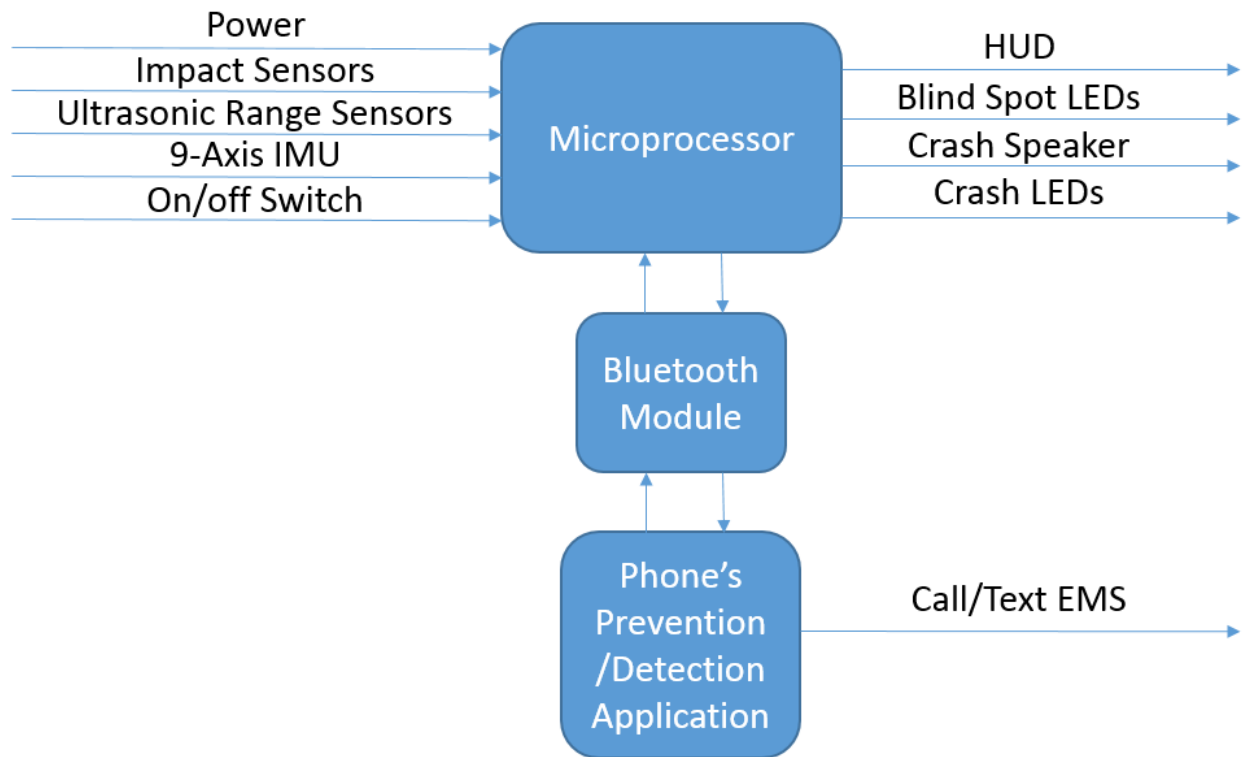 Power
Impact Sensors
Ultrasonic Range Sensors
9-Axis IMU
On/off Switch
Microprocessor
HUD
Blind Spot LEDs
Crash Speaker
Crash LEDs
Bluetooth
Module
Phone’s
Prevention
/Detection
Application
Call/Text EMS